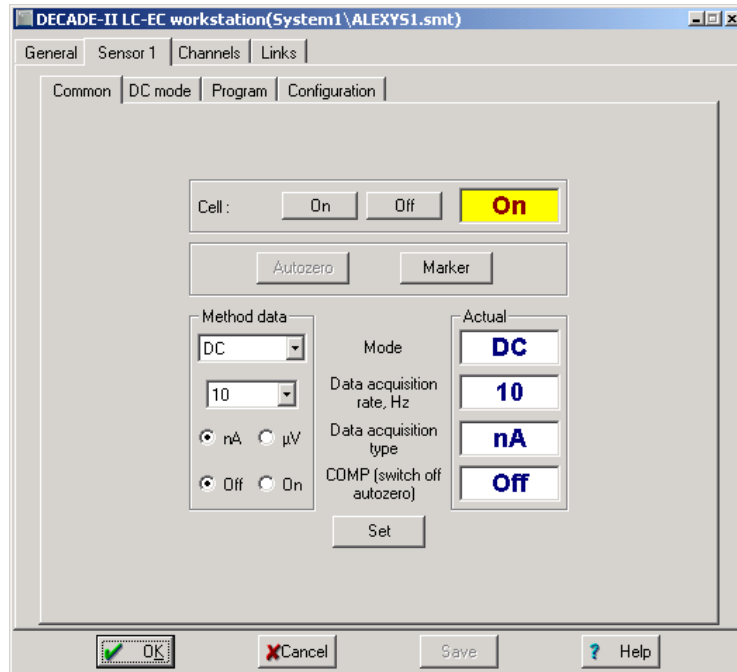 DECADE-II LC-EC workstation(System1\ALEXYS1.smt)
General Sensor 1 Channels Links
Common DC mode Program Configuration
Cell : On Off On
Autozero Marker
Method data Actual
DC Mode DC
10 Data acquisition rate, Hz 10
nA µV Data acquisition type nA
Off On COMP (switch off autozero) Off
Set
OK Cancel Save ? Help